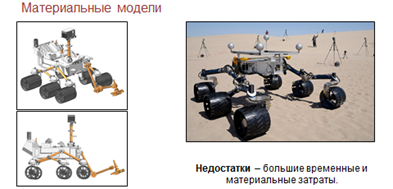 Материальные модели
Недостатки – большие временные и
материальные затраты.